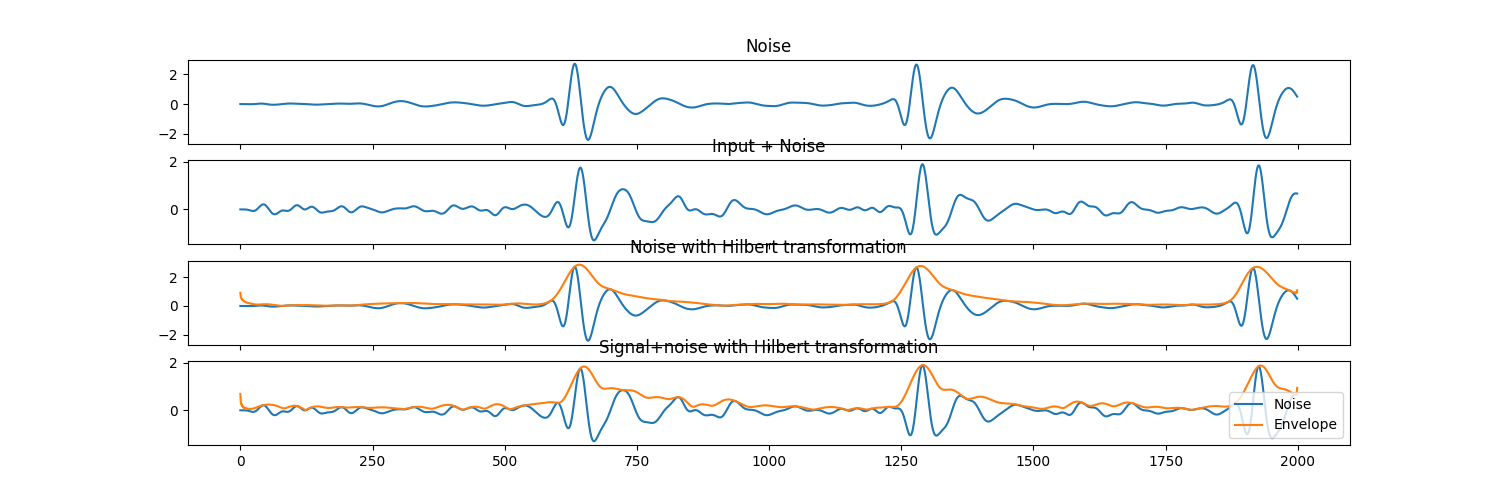 Noise
2
0
−2
Input + Noise
2
0
Noise with Hilbert transformation
2
0
−2
Signal+noise with Hilbert transformation
2
0
Noise
Envelope
0 250 500 750 1000 1250 1500 1750 2000